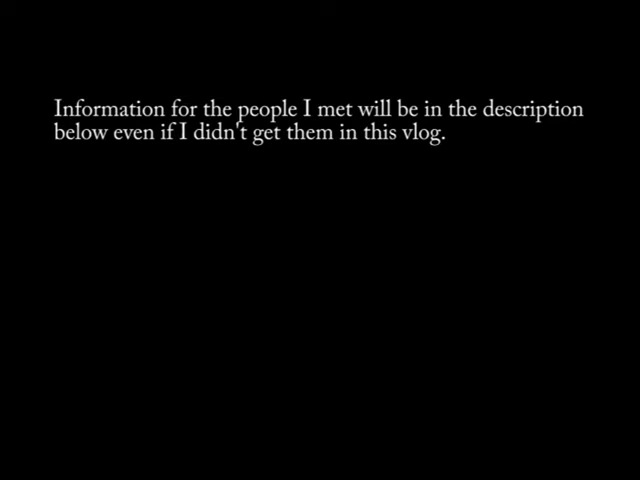 Information for the people I met will be in the description
below even if I didn't get them in this vlog.